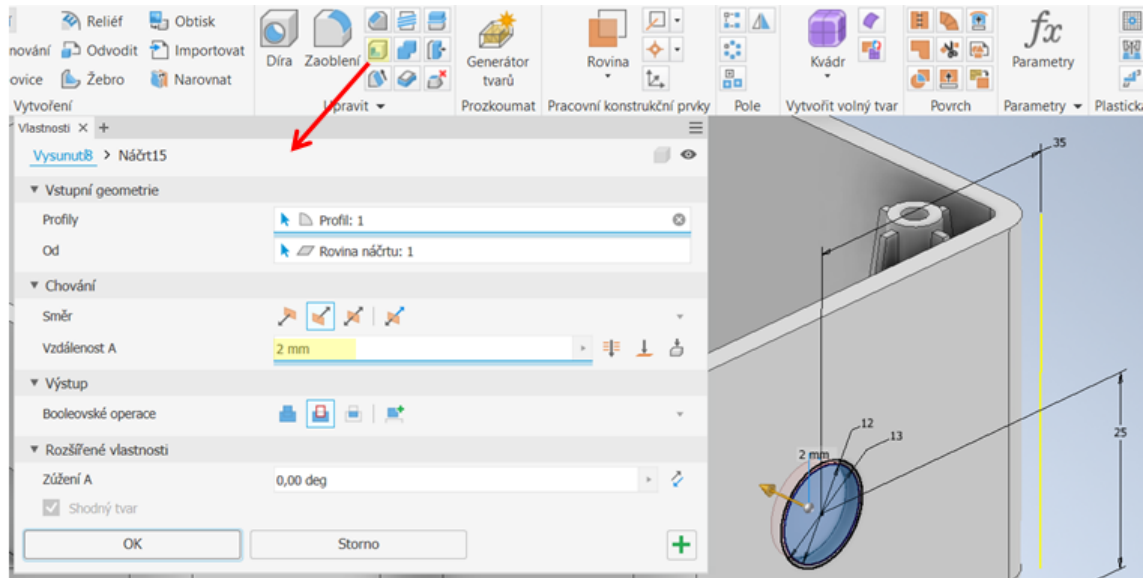 Reliéf Obtisk
nování Odvodit Importovat
ovice Žebro Narovnat
Díra Zaoblení
Generátor
tvarů
Rovina
Kvádr
fx
Parametry
Vytvoření Upravit Prozkoumat Pracovní konstrukční prvky Pole Vytvořit volný tvar Povrch Parametry Plastická
Vlastnosti × +
Vysunutí8 > Náčrt15
Vstupní geometrie
Profily Profil: 1
Od Rovina náčrtu: 1
Chování
Směr
Vzdálenost A 2 mm
Výstup
Booleovské operace
Rozšířené vlastnosti
Zúžení A 0,00 deg
Shodný tvar
OK Storno
35
12
13
2 mm
25